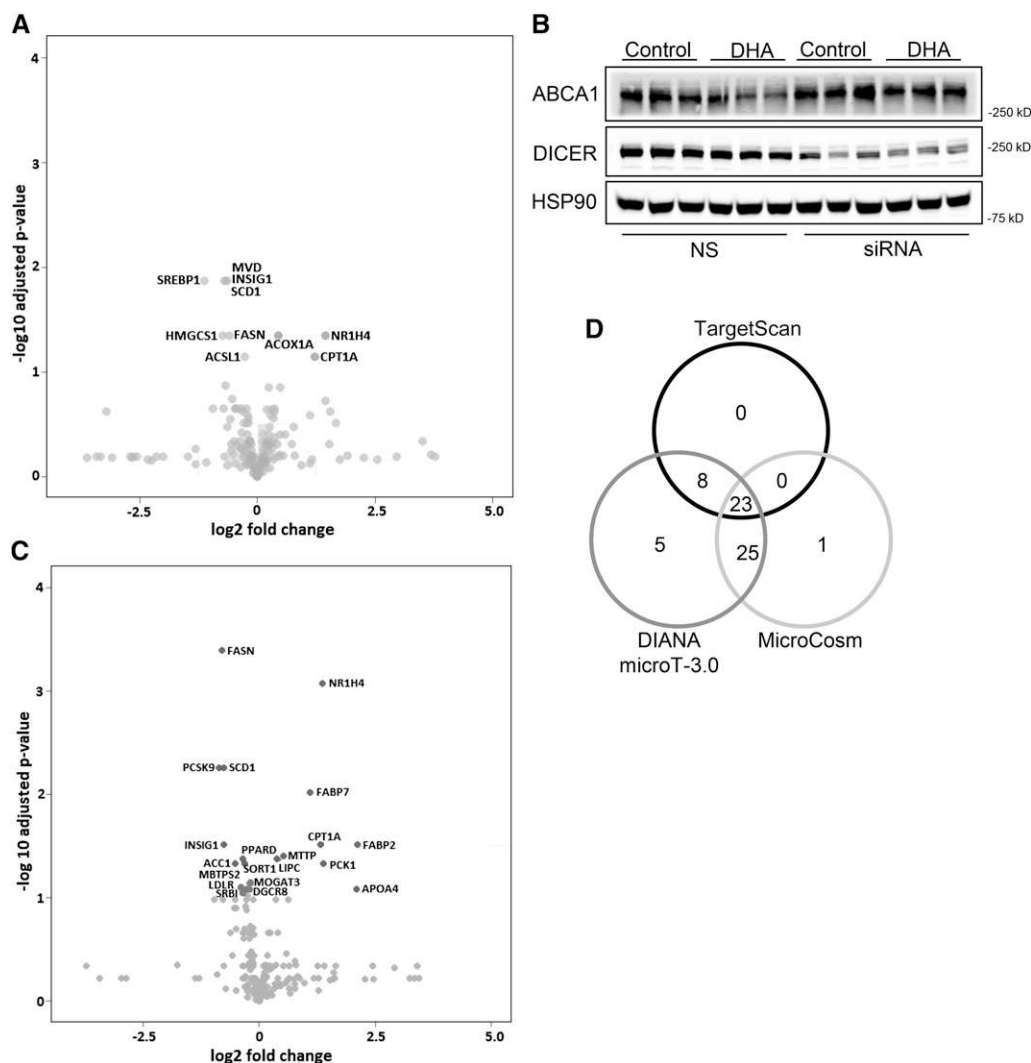 A
-log10 adjusted p-value
4
3
2
1
0
SREBP1
MVD
INSIG1
SCD1
HMGCS1
FASN
ACOX1A
NR1H4
ACSL1
CPT1A
-2.5 0 2.5 5.0
log2 fold change
B
Control DHA Control DHA
ABCA1
-250 kD
DICER
-250 kD
HSP90
-75 kD
NS siRNA
C
-log 10 adjusted p-value
4
3
2
1
0
FASN
NR1H4
PCSK9 SCD1
FABP7
INSIG1
PPARD
CPT1A
FABP2
MTTP
ACC1
SORT1
LIPC
PCK1
MBTPS2
LDLR
MOGAT3
SRBI
DGCR8
APOA4
-2.5 0 2.5 5.0
log2 fold change
D
TargetScan
0
8 0
23
5 25 1
DIANA
microT-3.0
MicroCosm